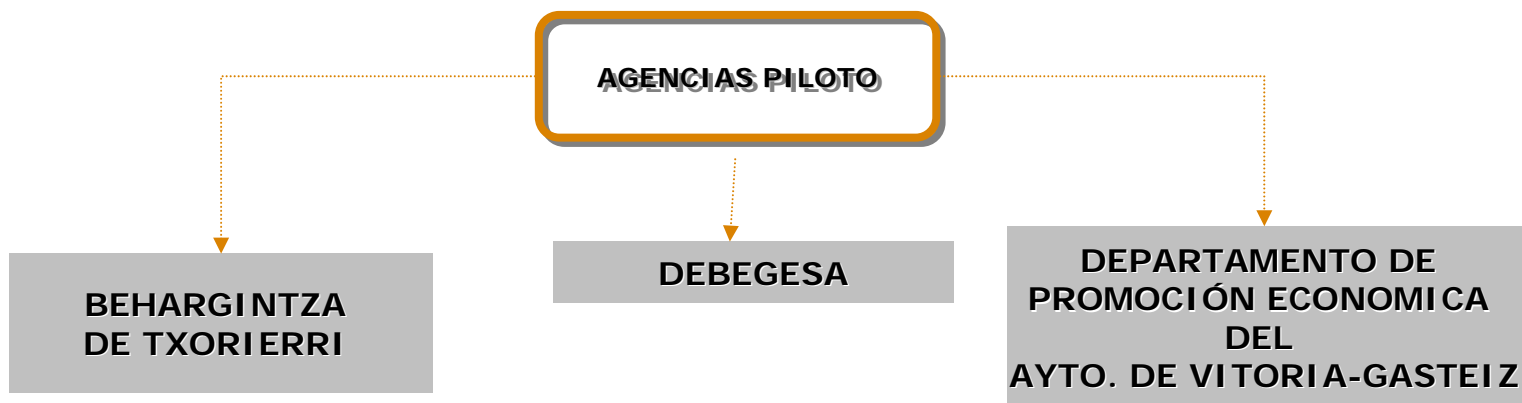 AGENCIAS PILOTO
BEHARGINTZA
DE TXORIERRI
DEBEGESA
DEPARTAMENTO DE
PROMOCIÓN ECONOMICA
DEL
AYTO. DE VITORIA-GASTEIZ